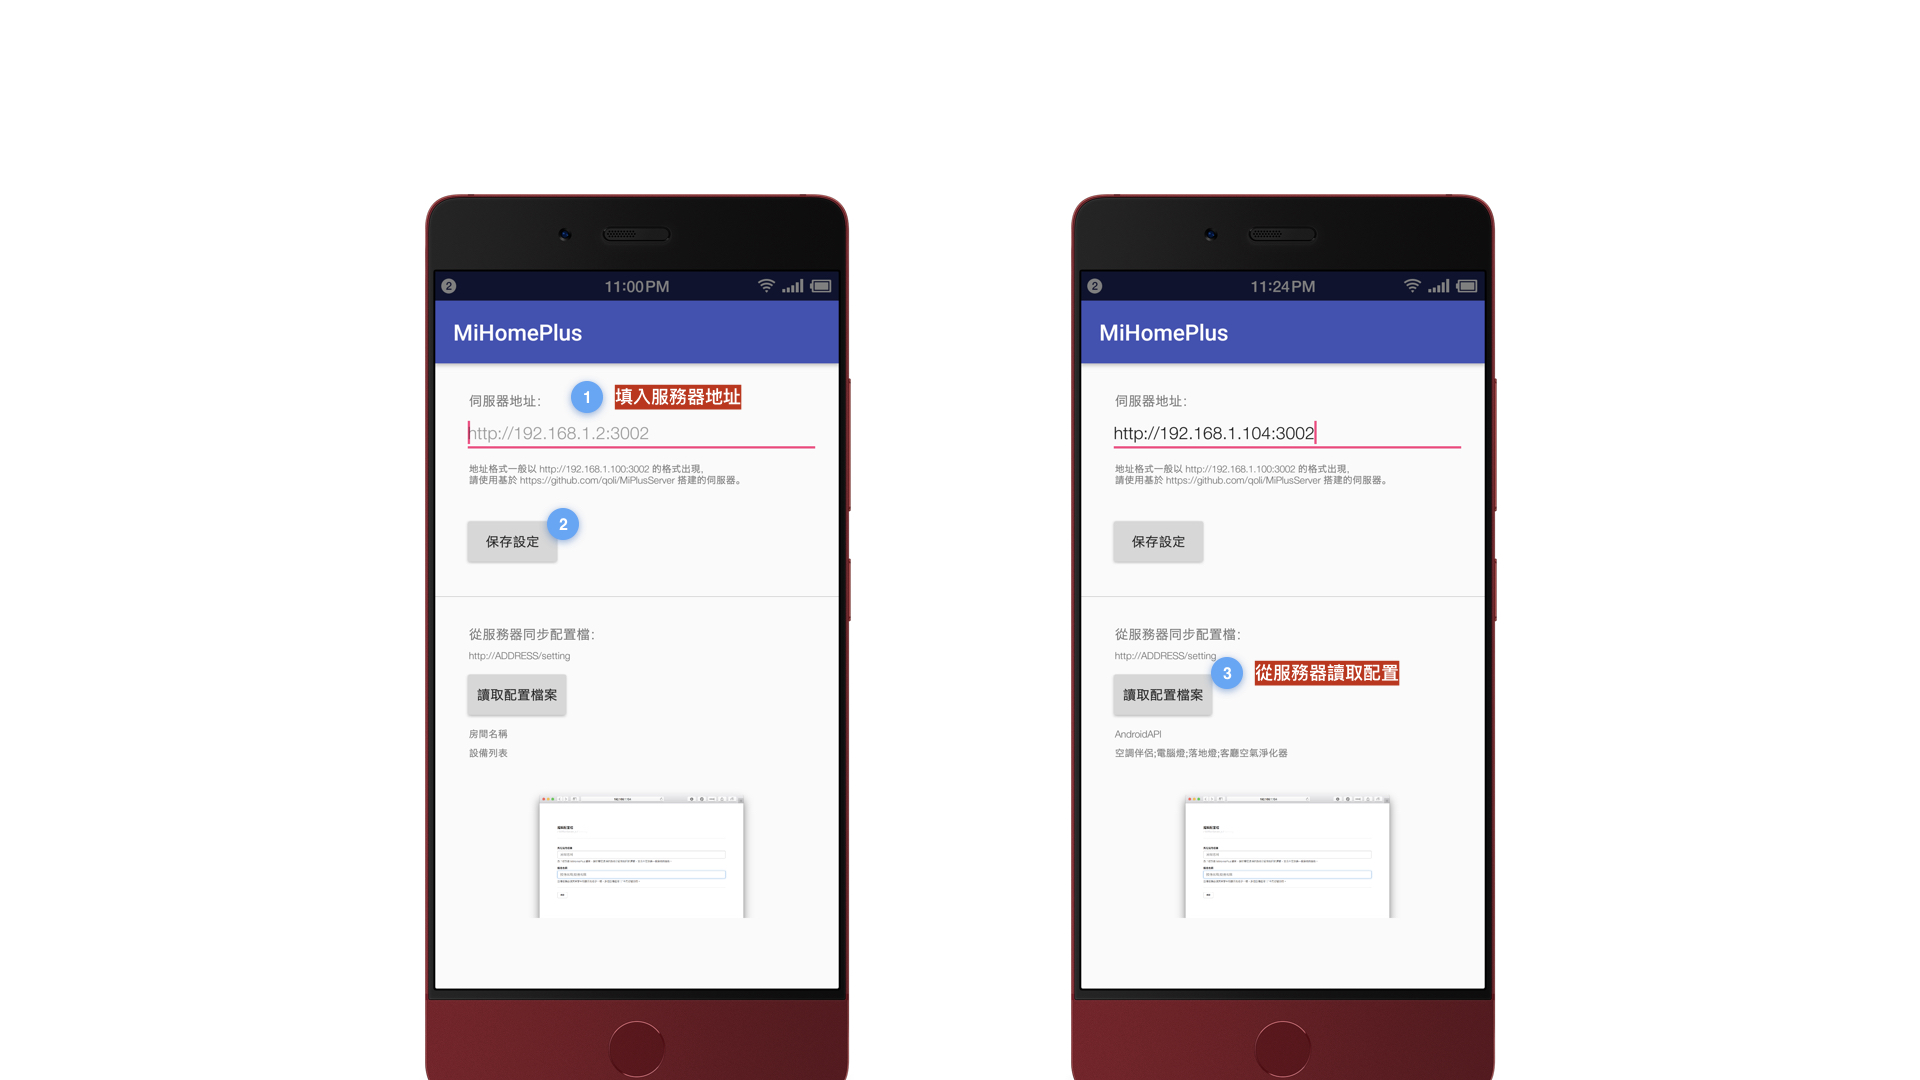 2
11:00 PM
MiHomePlus
伺服器地址：
1
填入服務器地址
http://192.168.1.2:3002
地址格式一般以 http://192.168.1.100:3002 的格式出現，
請使用基於 https://github.com/qoli/MiPlusServer 搭建的伺服器。
2
保存設定
從服務器同步配置檔：
http://ADDRESS/setting
讀取配置檔案
房間名稱
設備列表
2
11:24 PM
MiHomePlus
伺服器地址：
http://192.168.1.104:3002
地址格式一般以 http://192.168.1.100:3002 的格式出現，
請使用基於 https://github.com/qoli/MiPlusServer 搭建的伺服器。
保存設定
從服務器同步配置檔：
http://ADDRESS/setting
3
從服務器讀取配置
讀取配置檔案
AndroidAPI
空調伴侶;電腦燈;落地燈;客廳空氣淨化器